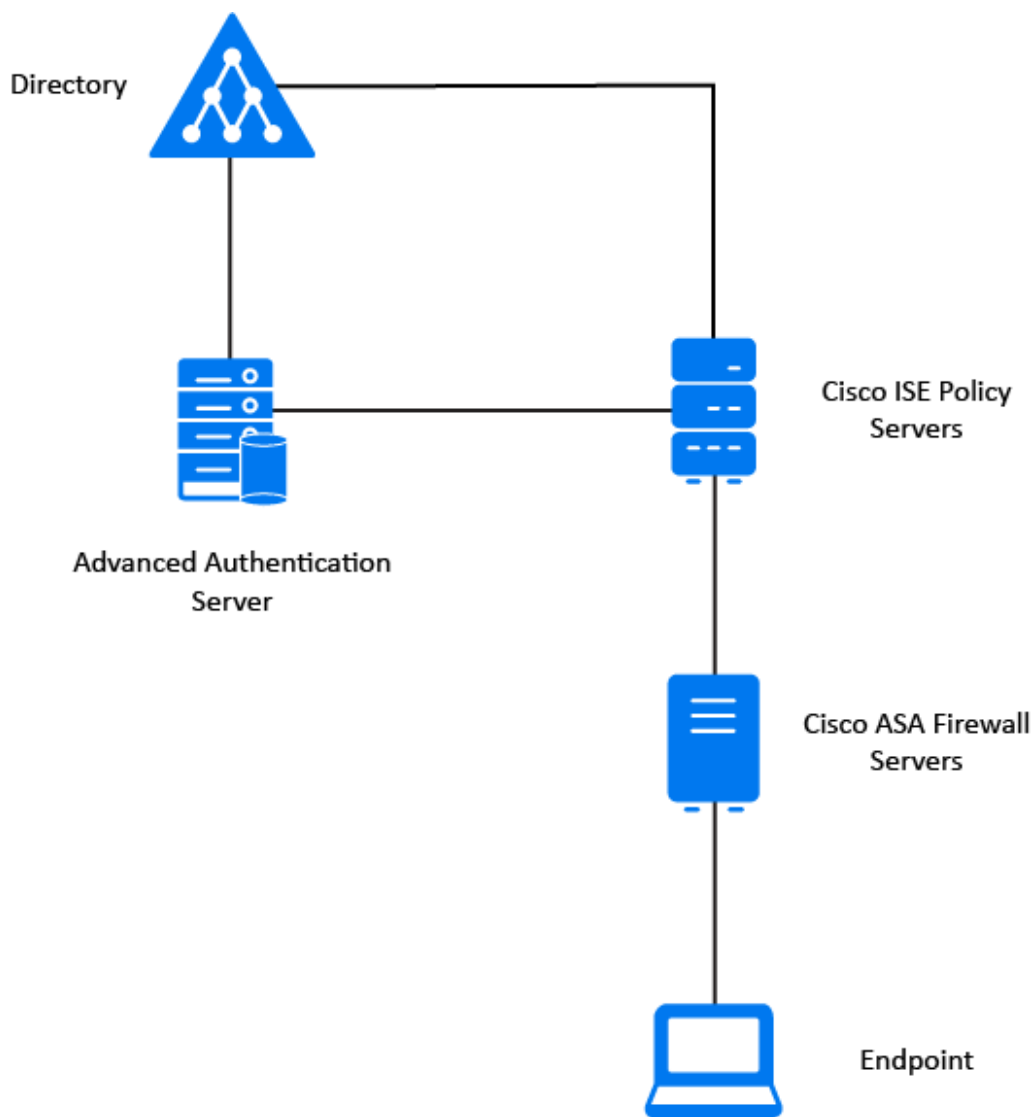 Directory
Cisco ISE Policy
Servers
Advanced Authentication
Server
Cisco ASA Firewall
Servers
Endpoint